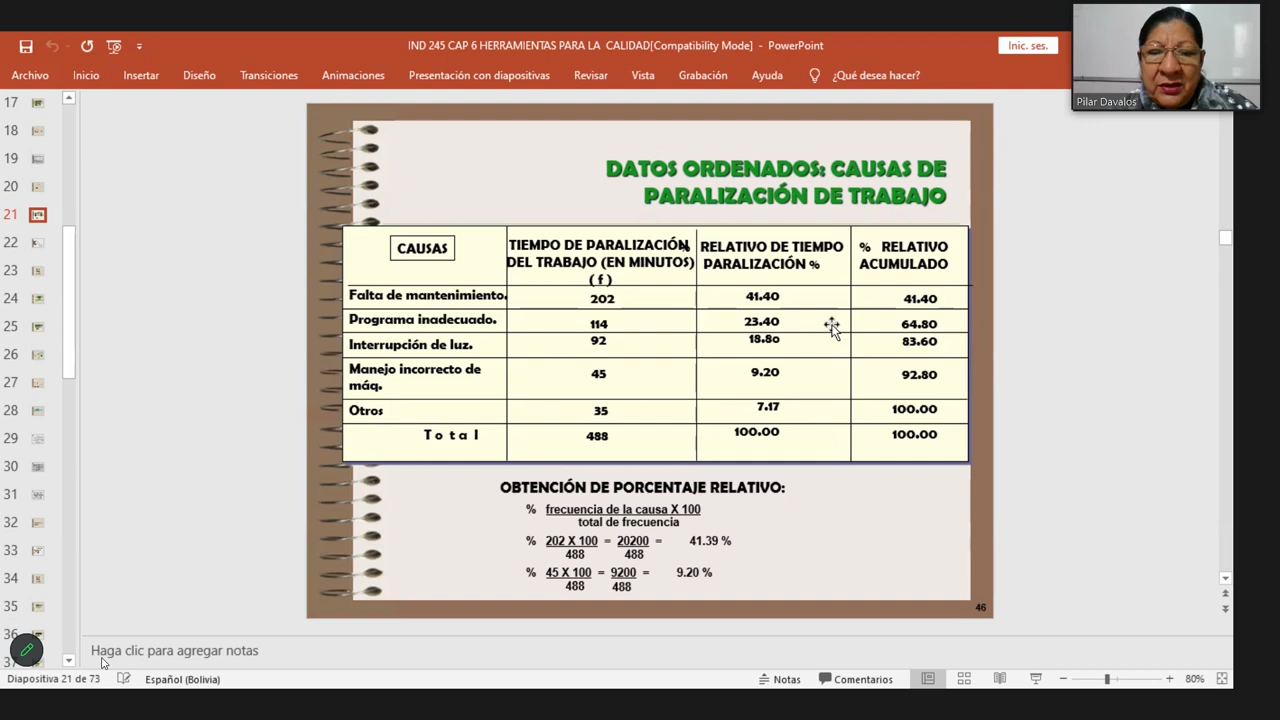 IND 245 CAP 6 HERRAMIENTAS PARA LA CALIDAD[Compatibility Mode] - PowerPoint
Inic. ses.
Archivo Inicio Insertar Diseño Transiciones Animaciones Presentación con diapositivas Revisar Vista Grabación Ayuda ¿Qué desea hacer?
Pilar Davalos
17
18
19
20
21
22
23
24
25
26
27
28
29
30
31
32
33
34
35
36
37
DATOS ORDENADOS: CAUSAS DE
PARALIZACIÓN DE TRABAJO
CAUSAS
TIEMPO DE PARALIZACIÓN
DEL TRABAJO (EN MINUTOS)
( f )
% RELATIVO DE TIEMPO
PARALIZACIÓN %
% RELATIVO
ACUMULADO
Falta de mantenimiento. 202 41.40 41.40
Programa inadecuado. 114 23.40 64.80
Interrupción de luz. 92 18.80 83.60
Manejo incorrecto de
máq. 45 9.20 92.80
Otros 35 7.17 100.00
T o t a l 488 100.00 100.00
OBTENCIÓN DE PORCENTAJE RELATIVO:
% frecuencia de la causa X 100
total de frecuencia
% 202 X 100 = 20200 = 41.39 %
488 488
% 45 X 100 = 9200 = 9.20 %
488 488
46
Haga clic para agregar notas
Diapositiva 21 de 73 Español (Bolivia) Notas Comentarios 80%